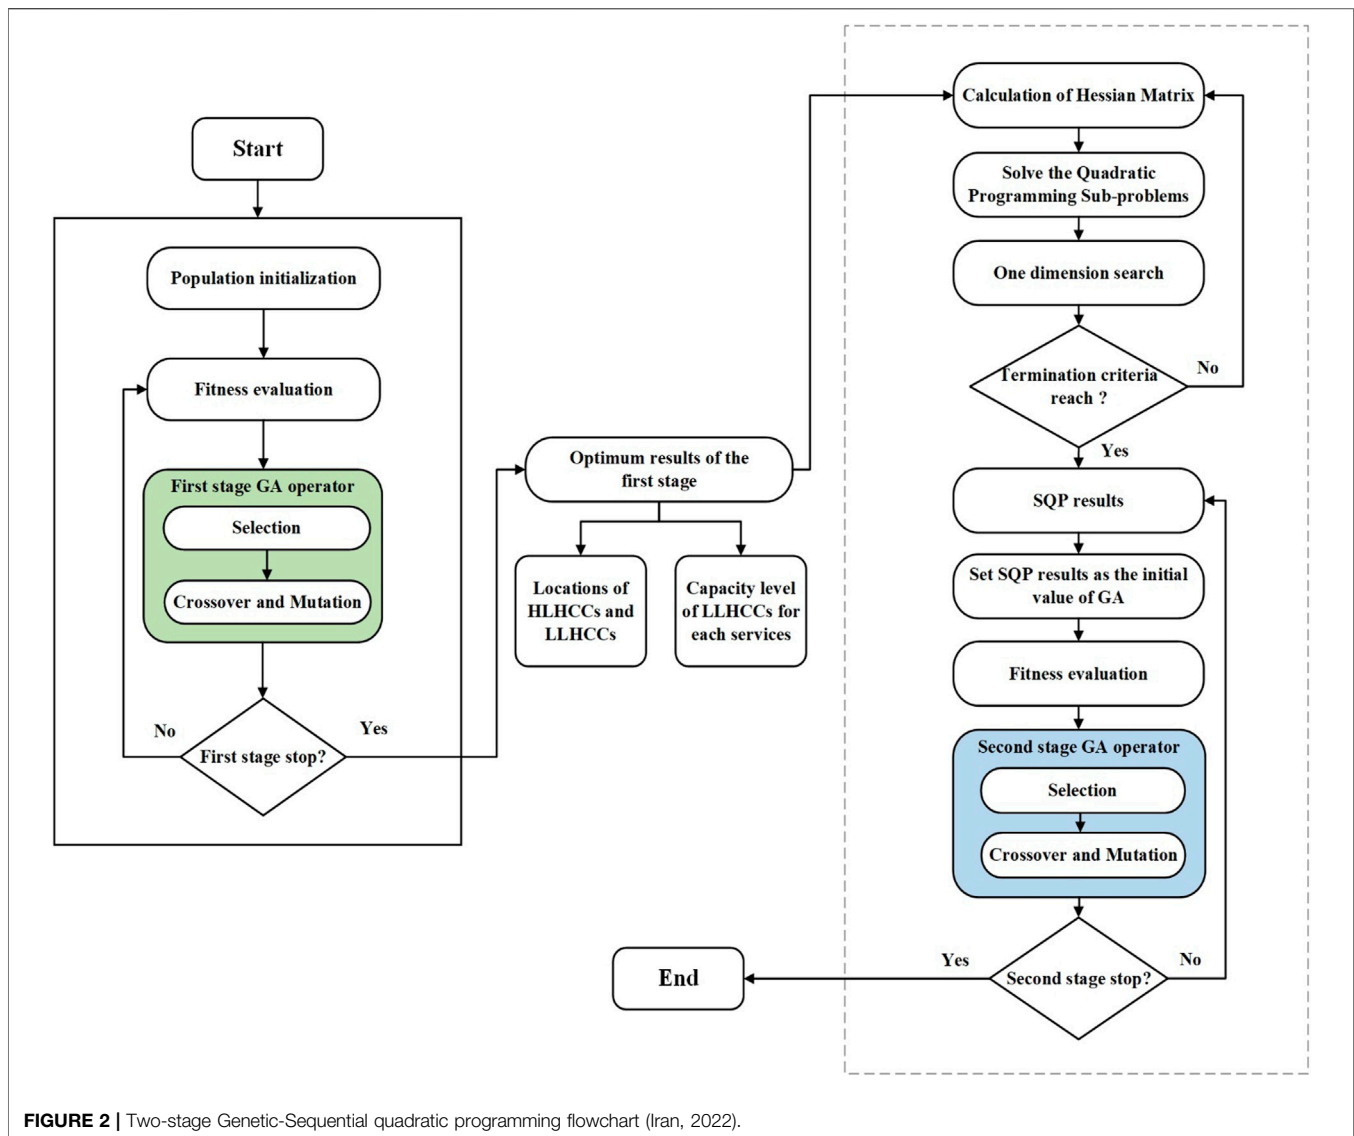 Start
Population initialization
Fitness evaluation
First stage GA operator
Selection
Crossover and Mutation
No
Yes
First stage stop?
Optimum results of the
first stage
Locations of
HLHCCs and
LLHCCs
Capacity level
of LLHCCs for
each services
Calculation of Hessian Matrix
Solve the Quadratic
Programming Sub-problems
One dimension search
Termination criteria
reach ?
No
Yes
SQP results
Set SQP results as the initial
value of GA
Fitness evaluation
Second stage GA operator
Selection
Crossover and Mutation
Yes
No
Second stage stop?
End
FIGURE 2 | Two-stage Genetic-Sequential quadratic programming flowchart (Iran, 2022).